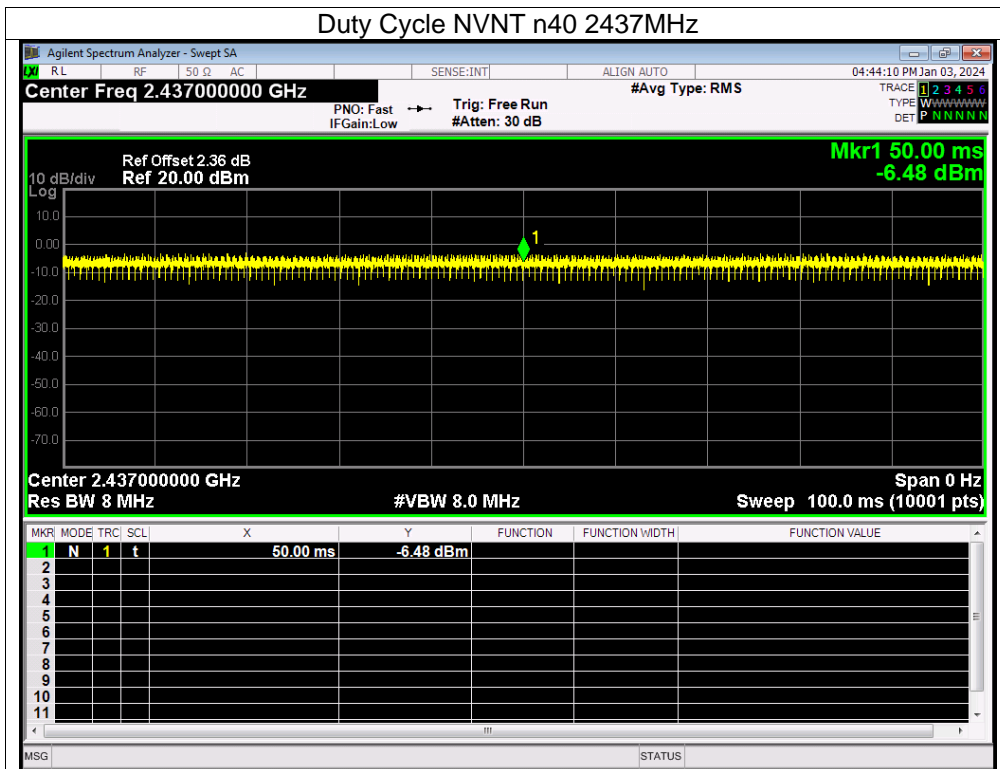 Duty Cycle NVNT n40 2437MHz
Agilent Spectrum Analyzer - Swept SA
LXI RL RF 50 Ω AC SENSE:INT ALIGN AUTO 04:44:10 PM Jan 03, 2024
Center Freq 2.437000000 GHz #Avg Type: RMS TRACE 1 2 3 4 5 6
PNO: Fast Trig: Free Run TYPE W
IFGain:Low #Atten: 30 dB DET P N N N N N
Mkr1 50.00 ms
Ref Offset 2.36 dB
10 dB/div Ref 20.00 dBm -6.48 dBm
Log
10.0
0.00
-10.0
-20.0
-30.0
-40.0
-50.0
-60.0
-70.0
1
Center 2.437000000 GHz Span 0 Hz
Res BW 8 MHz #VBW 8.0 MHz Sweep 100.0 ms (10001 pts)
MKR MODE TRC SCL X Y FUNCTION FUNCTION WIDTH FUNCTION VALUE
1 N 1 t 50.00 ms -6.48 dBm
2
3
4
5
6
7
8
9
10
11
MSG STATUS